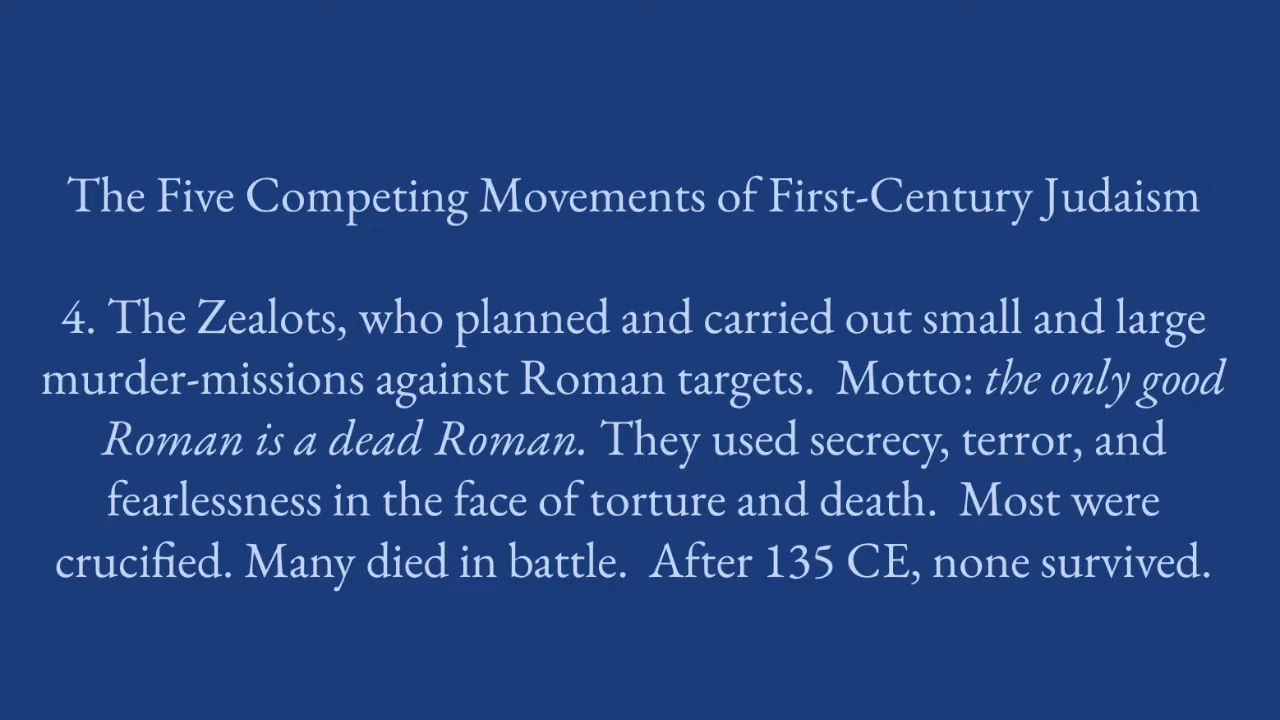 The Five Competing Movements of First-Century Judaism
4. The Zealots, who planned and carried out small and large
murder-missions against Roman targets.  Motto: the only good
Roman is a dead Roman. They used secrecy, terror, and
fearlessness in the face of torture and death.  Most were
crucified. Many died in battle.  After 135 CE, none survived.